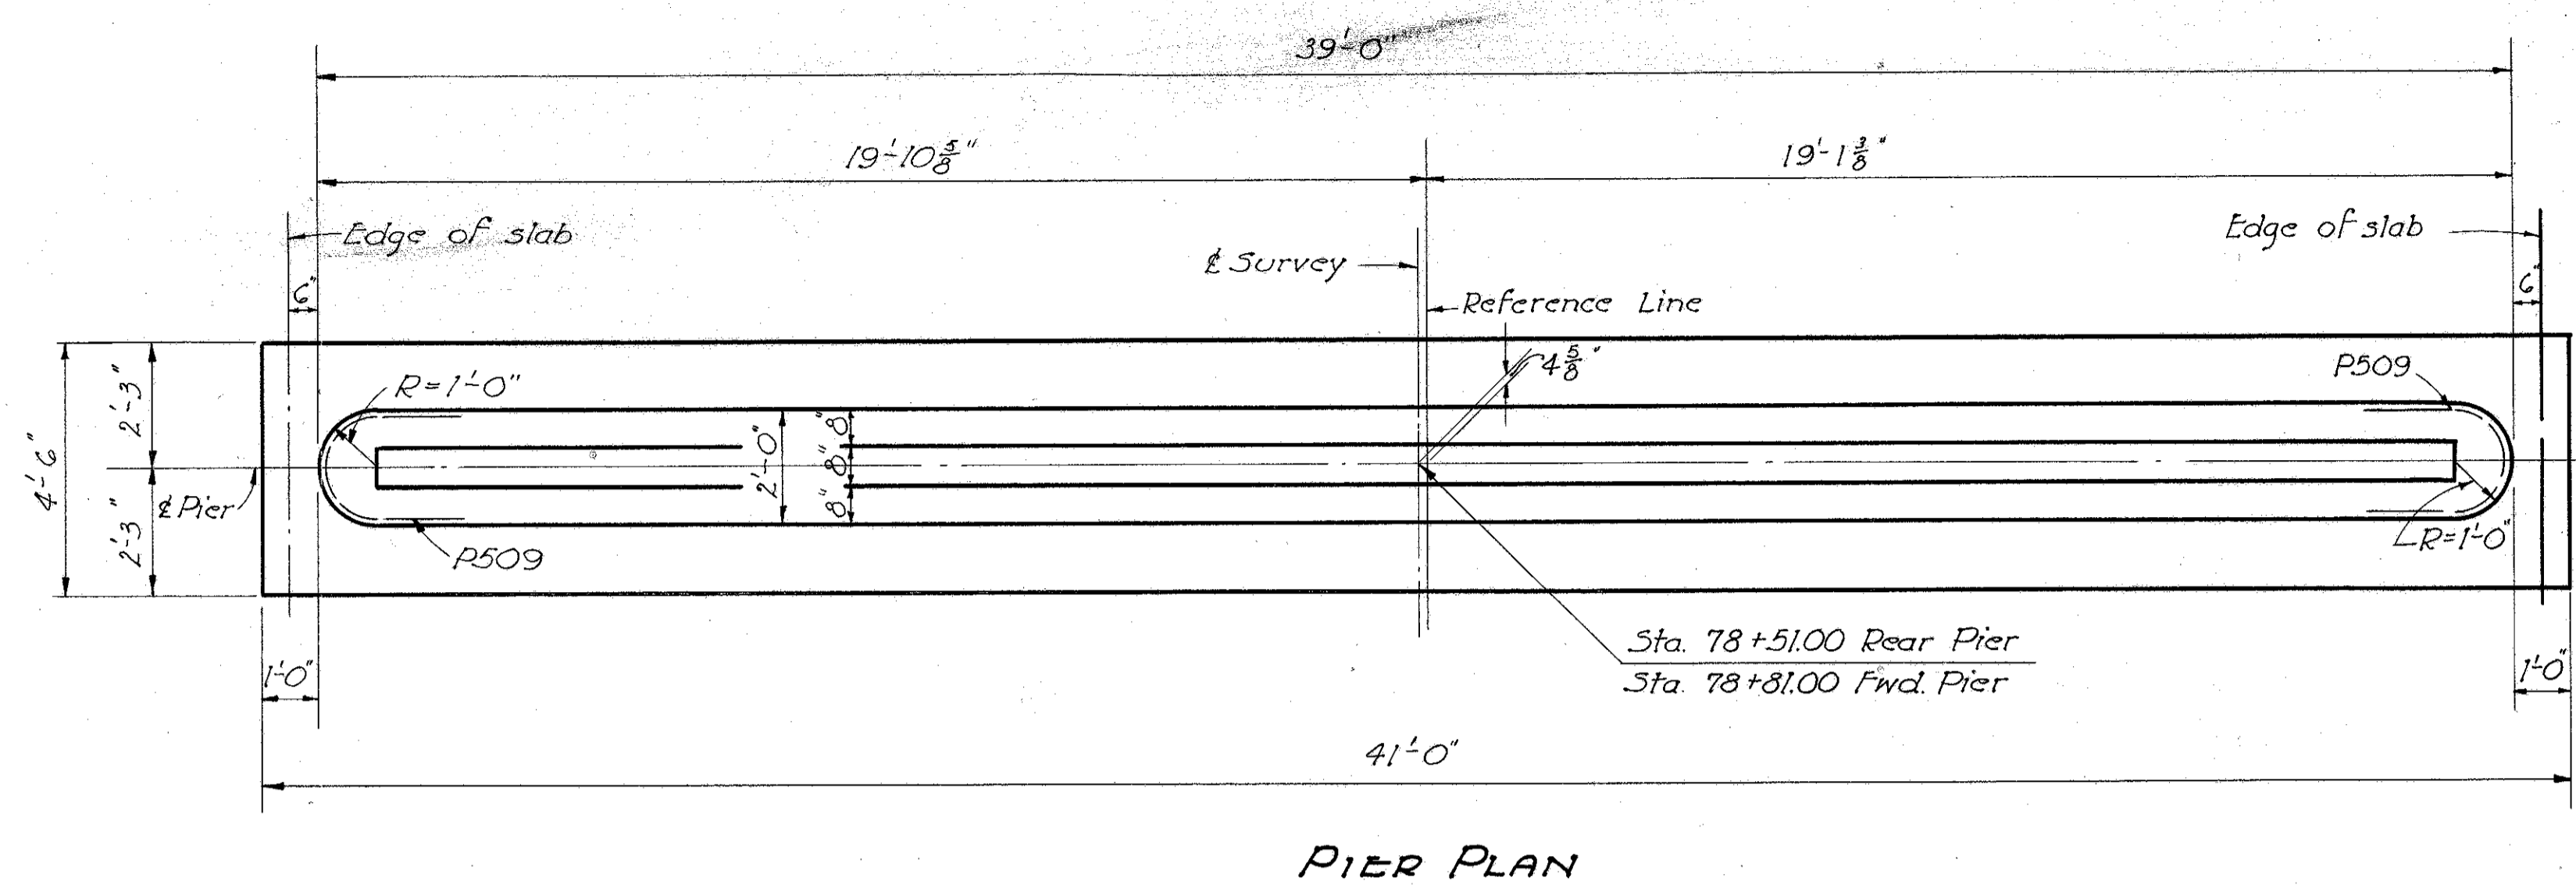 39'-0"
19'-10 5/8"
19'-1 3/8"
Edge of slab
Edge of slab
℄ Survey
6"
6"
Reference Line
4 5/8"
P509
R=1'-0"
2'-3"
4'-6"
2'-0"
8"
8"
8"
℄ Pier
2'-3"
P509
R=1'-0"
Sta. 78+51.00 Rear Pier
Sta. 78+81.00 Fwd. Pier
1'-0"
1'-0"
41'-0"
PIER PLAN